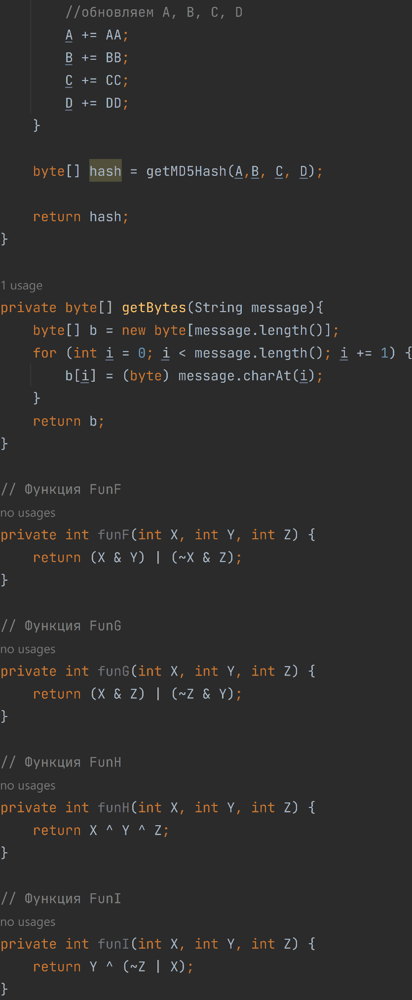 //обновляем A, B, C, D
A += AA;
B += BB;
C += CC;
D += DD;
}
byte[] hash = getMD5Hash(A,B, C, D);
return hash;
}
1 usage
private byte[] getBytes(String message){
byte[] b = new byte[message.length()];
for (int i = 0; i < message.length(); i += 1) {
b[i] = (byte) message.charAt(i);
}
return b;
}
// Функция FunF
no usages
private int funF(int X, int Y, int Z) {
return (X & Y) | (~X & Z);
}
// Функция FunG
no usages
private int funG(int X, int Y, int Z) {
return (X & Z) | (~Z & Y);
}
// Функция FunH
no usages
private int funH(int X, int Y, int Z) {
return X ^ Y ^ Z;
}
// Функция FunI
no usages
private int funI(int X, int Y, int Z) {
return Y ^ (~Z | X);
}